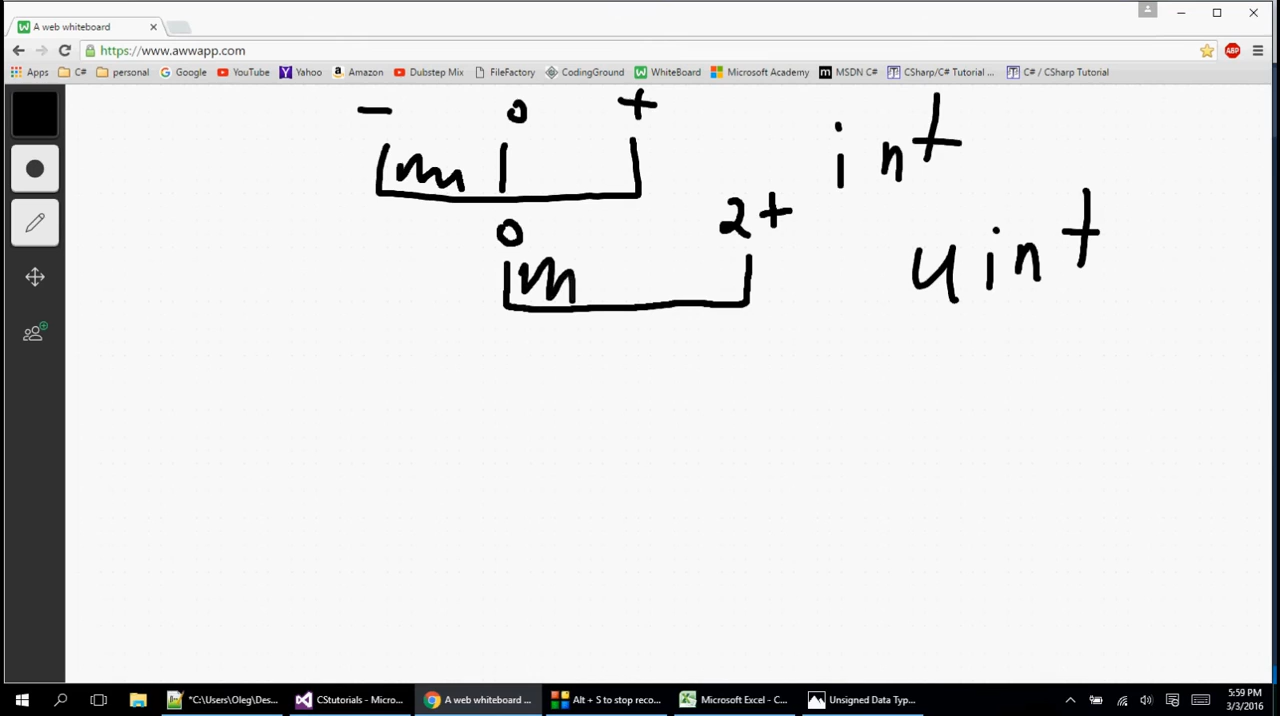 A web whiteboard
https://www.awwapp.com
ABP
Apps C# personal Google YouTube Yahoo Amazon Dubstep Mix FileFactory CodingGround WhiteBoard Microsoft Academy MSDN C# CSharp/C# Tutorial ... C# / CSharp Tutorial
- 0 + int
0 2+ uint
*C:\Users\Oleg\Des... CStutorials - Micro... A web whiteboard ... Alt + S to stop reco... Microsoft Excel - C... Unsigned Data Typ... 5:59 PM
3/3/2016